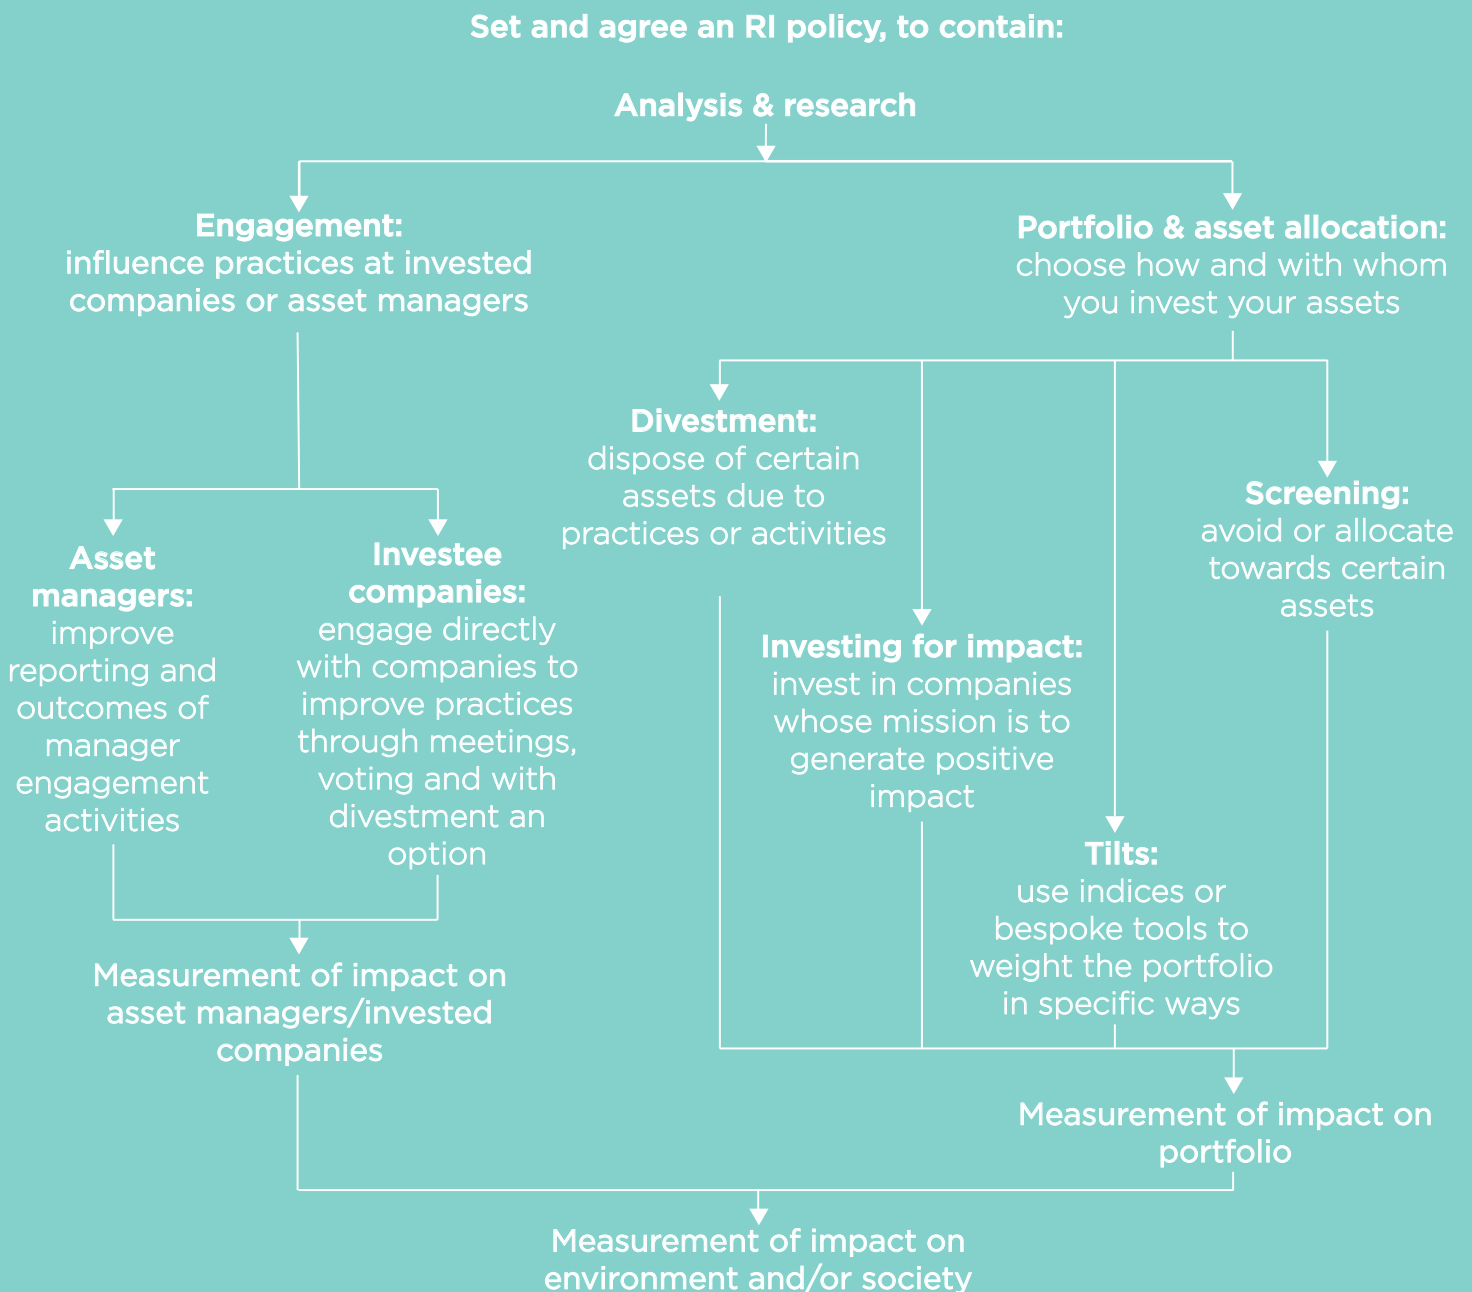 Set and agree an RI policy, to contain:
Analysis & research
Engagement:
influence practices at invested
companies or asset managers
Portfolio & asset allocation:
choose how and with whom
you invest your assets
Divestment:
dispose of certain
assets due to
practices or activities
Screening:
avoid or allocate
towards certain
assets
Asset
managers:
improve
reporting and
outcomes of
manager
engagement
activities
Investee
companies:
engage directly
with companies to
improve practices
through meetings,
voting and with
divestment an
option
Investing for impact:
invest in companies
whose mission is to
generate positive
impact
Tilts:
use indices or
bespoke tools to
weight the portfolio
in specific ways
Measurement of impact on
asset managers/invested
companies
Measurement of impact on
portfolio
Measurement of impact on
environment and/or society